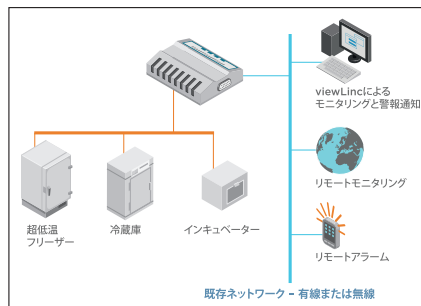 viewLincによる
モニタリングと警報通知
リモートモニタリング
超低温
フリーザー
冷蔵庫
インキュベーター
リモートアラーム
既存ネットワーク – 有線または無線